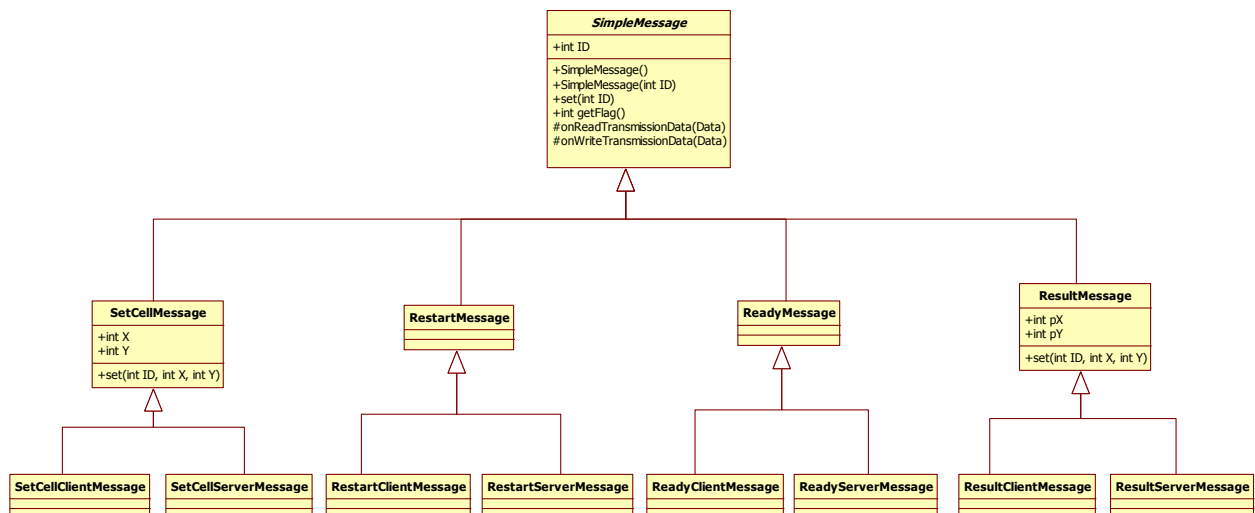 SimpleMessage
+int ID
+SimpleMessage()
+SimpleMessage(int ID)
+set(int ID)
+int getFlag()
#onReadTransmissionData(Data)
#onWriteTransmissionData(Data)
SetCellMessage
+int X
+int Y
+set(int ID, int X, int Y)
RestartMessage
ReadyMessage
ResultMessage
+int pX
+int pY
+set(int ID, int X, int Y)
SetCellClientMessage
SetCellServerMessage
RestartClientMessage
RestartServerMessage
ReadyClientMessage
ReadyServerMessage
ResultClientMessage
ResultServerMessage